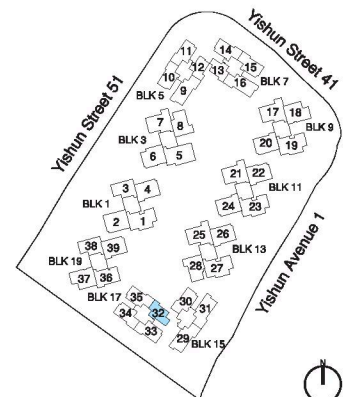 Yishun Street 41
Yishun Street 51
Yishun Avenue 1
11
12
10
9
BLK 5
14
15
13
16
BLK 7
7
8
BLK 3
6
5
17
18
BLK 9
20
19
21
22
BLK 11
24
23
3
4
BLK 1
2
1
25
26
BLK 13
28
27
38
39
BLK 19
37
36
BLK 17
35
32
34
33
30
31
29
BLK 15
N